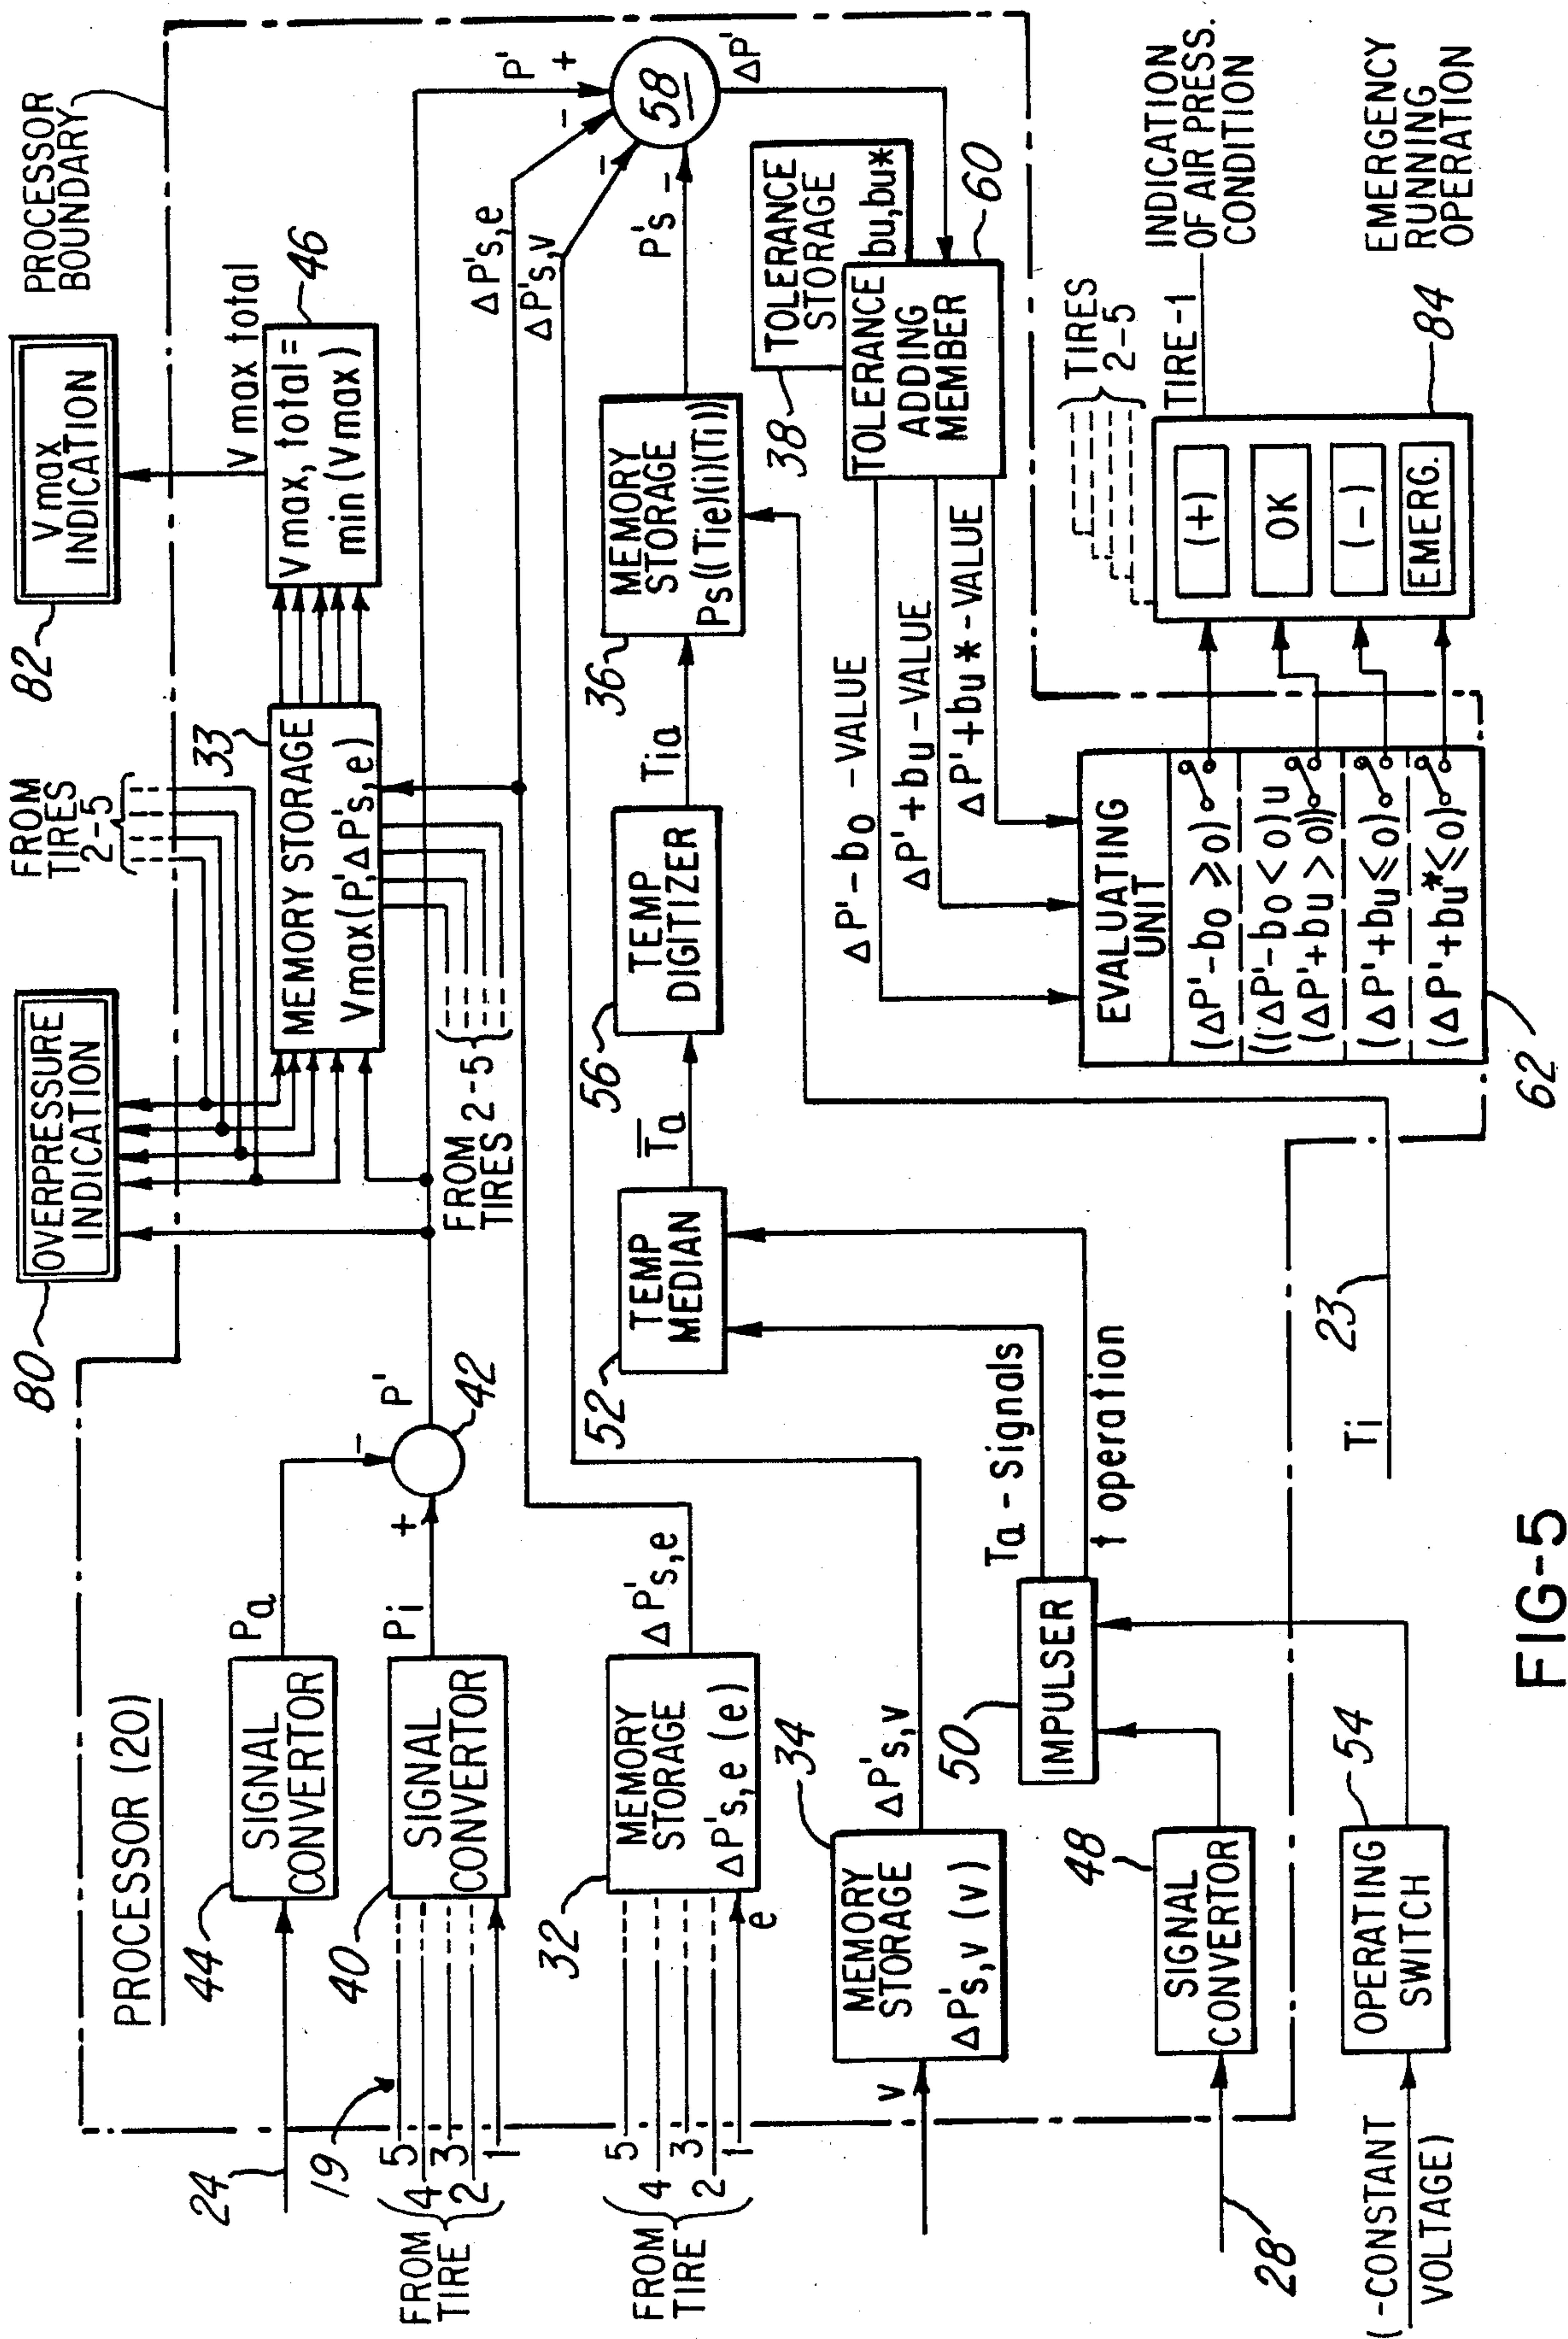 PROCESSOR (20)
PROCESSOR
BOUNDARY
24
44
SIGNAL
CONVERTOR
Pa
-
19
FROM
TIRE
5
4
3
2
1
40
SIGNAL
CONVERTOR
Pi
+
42
P'
80
OVERPRESSURE
INDICATION
FROM
TIRES
2-5
82
Vmax
INDICATION
33
MEMORY STORAGE
Vmax(P',ΔP's,e)
FROM
TIRES 2-5
V max total
46
Vmax, total =
min (Vmax)
FROM
TIRE
5
4
3
2
1
e
32
MEMORY
STORAGE
ΔP's,e (e)
ΔP's,e
v
34
MEMORY
STORAGE
ΔP's,v (v)
ΔP's,v
ΔP's,e
ΔP's,v
P'
+
-
-
P's -
58
ΔP'
52
TEMP
MEDIAN
Ta
56
TEMP
DIGITIZER
Tia
36
MEMORY
STORAGE
Ps((Tie)(i)(Ti))
38
TOLERANCE
STORAGE
bu,bu*
TOLERANCE
ADDING
MEMBER
60
28
48
SIGNAL
CONVERTOR
50
IMPULSER
Ta - Signals
t operation
(-CONSTANT
VOLTAGE)
OPERATING
SWITCH
54
Ti
23
ΔP'-bo -VALUE
ΔP'+bu-VALUE
ΔP'+bu*-VALUE
EVALUATING
UNIT
(ΔP'-bo ≥0)
((ΔP'-bo<0)u
(ΔP'+bu >0))
(ΔP'+bu≤0)
(ΔP'+bu*≤0)
62
TIRES
2-5
TIRE-1
(+)
OK
(-)
EMERG.
84
INDICATION
OF AIR PRESS.
CONDITION
EMERGENCY
RUNNING
OPERATION
FIG-5